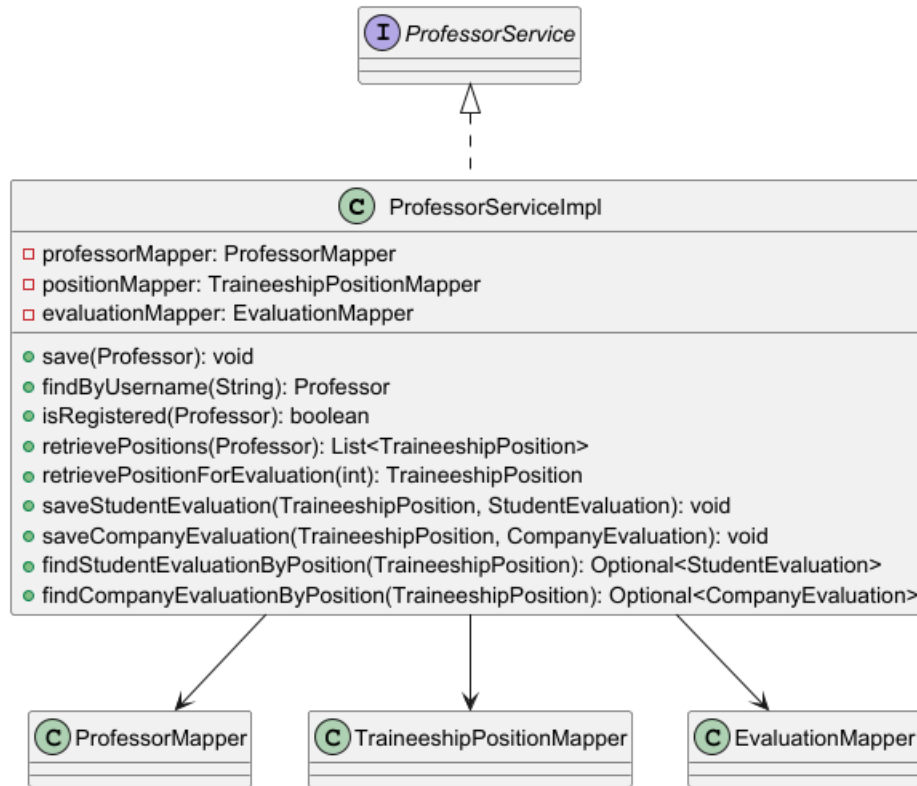 I ProfessorService
C ProfessorServiceImpl
professorMapper: ProfessorMapper
positionMapper: TraineeshipPositionMapper
evaluationMapper: EvaluationMapper
save(Professor): void
findByUsername(String): Professor
isRegistered(Professor): boolean
retrievePositions(Professor): List<TraineeshipPosition>
retrievePositionForEvaluation(int): TraineeshipPosition
saveStudentEvaluation(TraineeshipPosition, StudentEvaluation): void
saveCompanyEvaluation(TraineeshipPosition, CompanyEvaluation): void
findStudentEvaluationByPosition(TraineeshipPosition): Optional<StudentEvaluation>
findCompanyEvaluationByPosition(TraineeshipPosition): Optional<CompanyEvaluation>
C ProfessorMapper
C TraineeshipPositionMapper
C EvaluationMapper